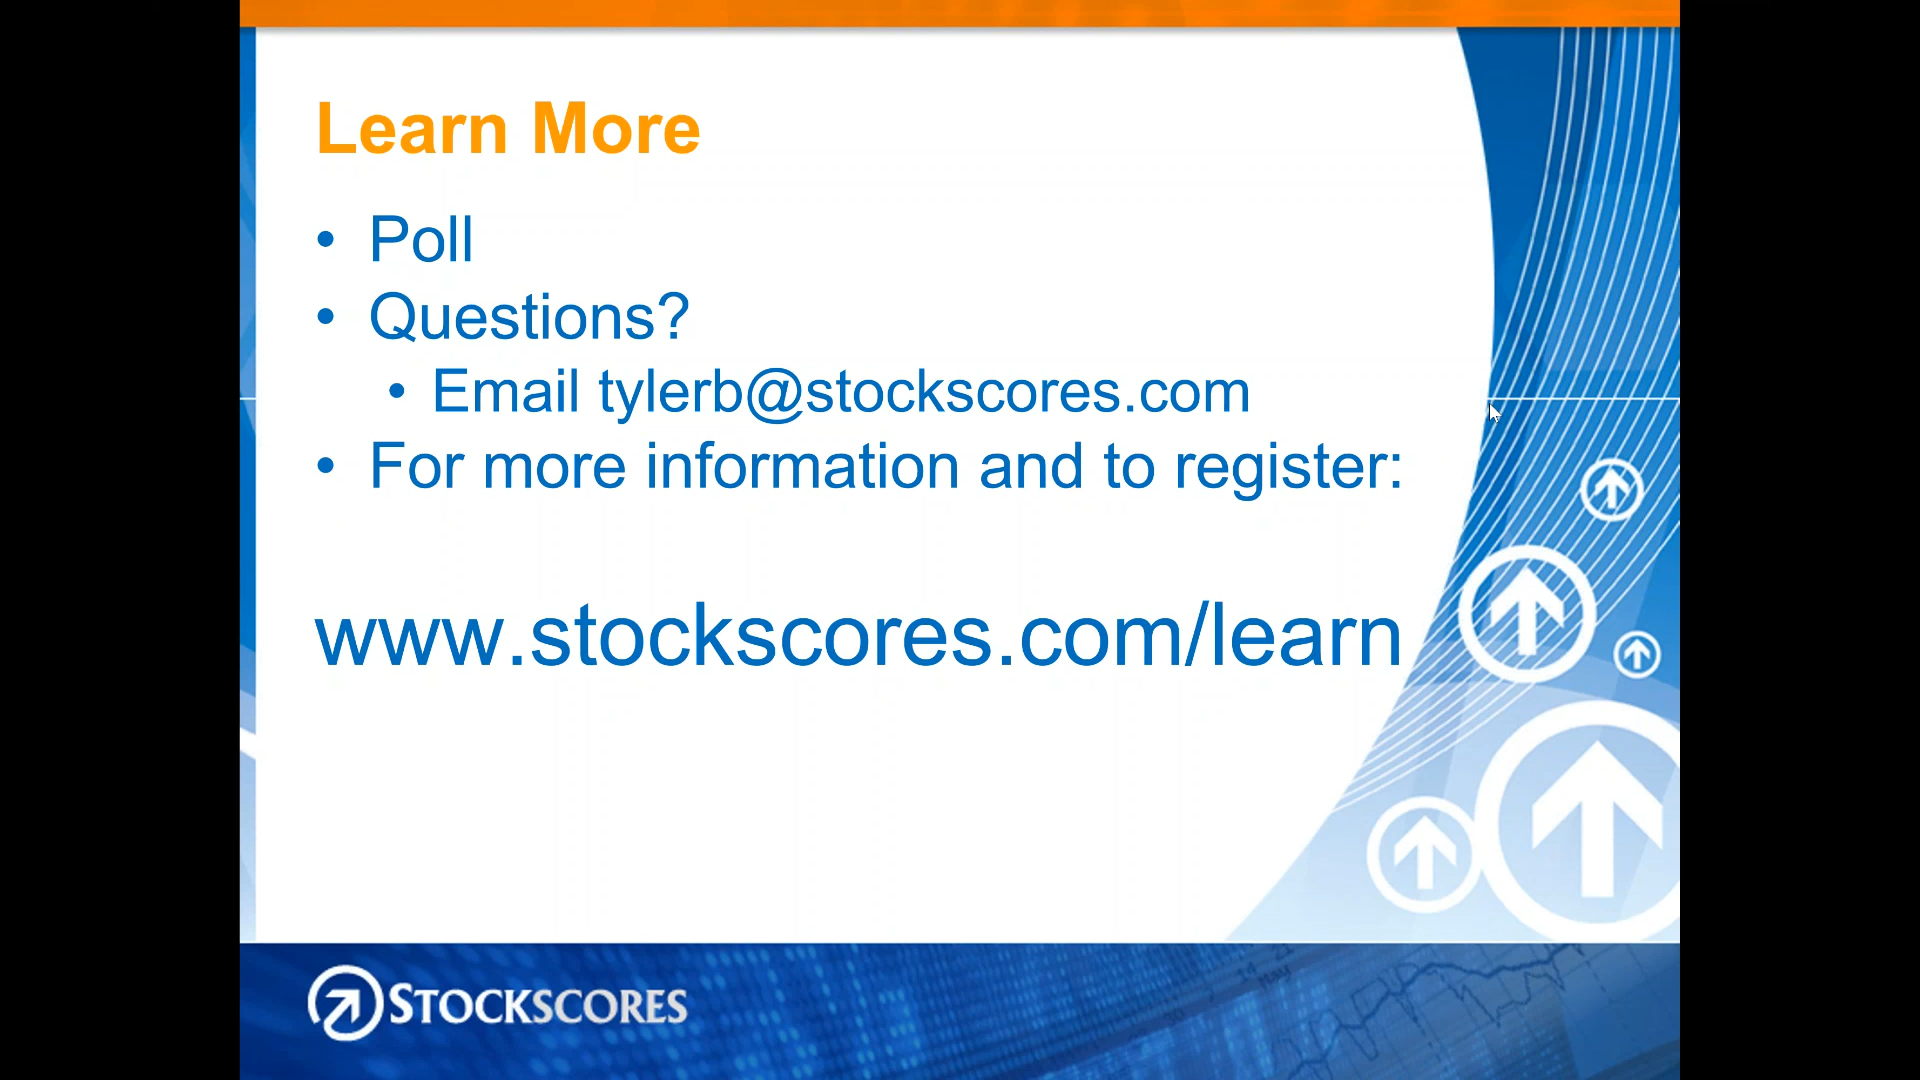 Learn More
• Poll
• Questions?
• Email tylerb@stockscores.com
• For more information and to register:
www.stockscores.com/learn
STOCKSCORES